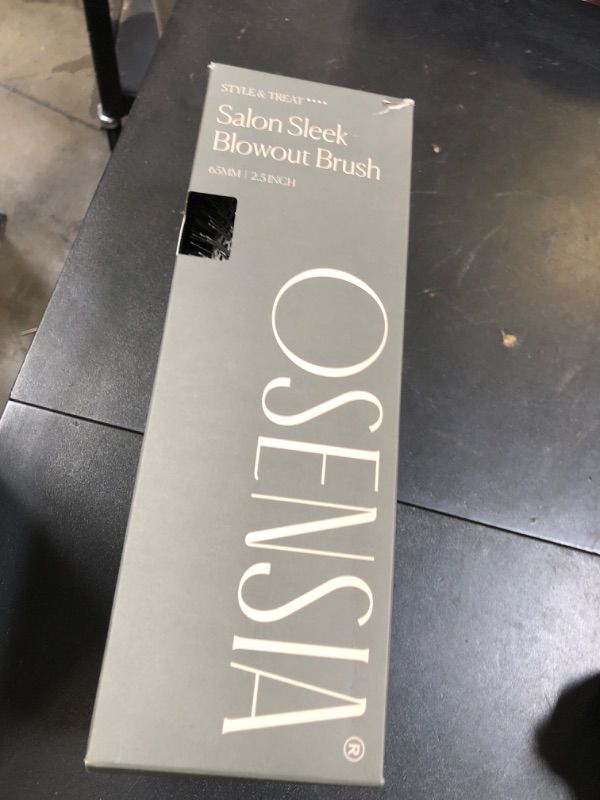 STYLE & TREAT ••••
Salon Sleek
Blowout Brush
65MM | 2.5 INCH
OSENSIA®